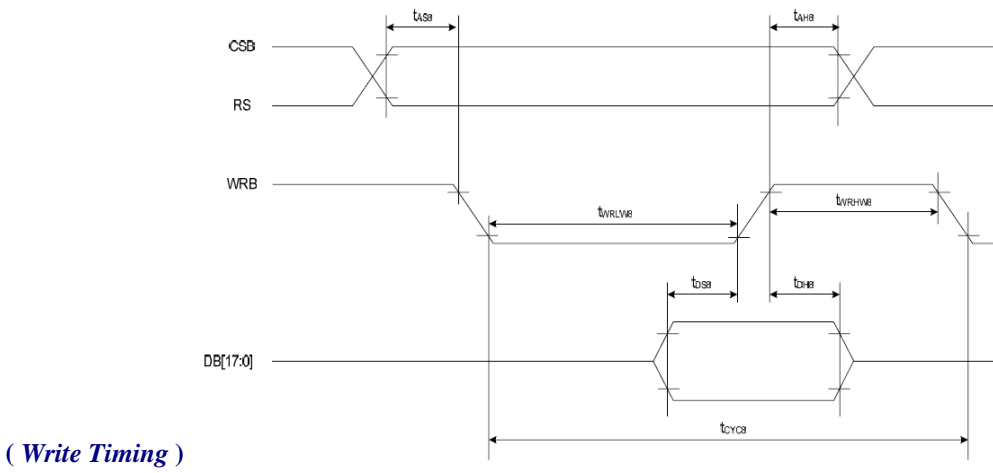 tAS8 tAH8
CSB
RS
WRB
tWRLW8 tWRHW8
tDS8 tDH8
DB[17:0]
tCYC8
( Write Timing )